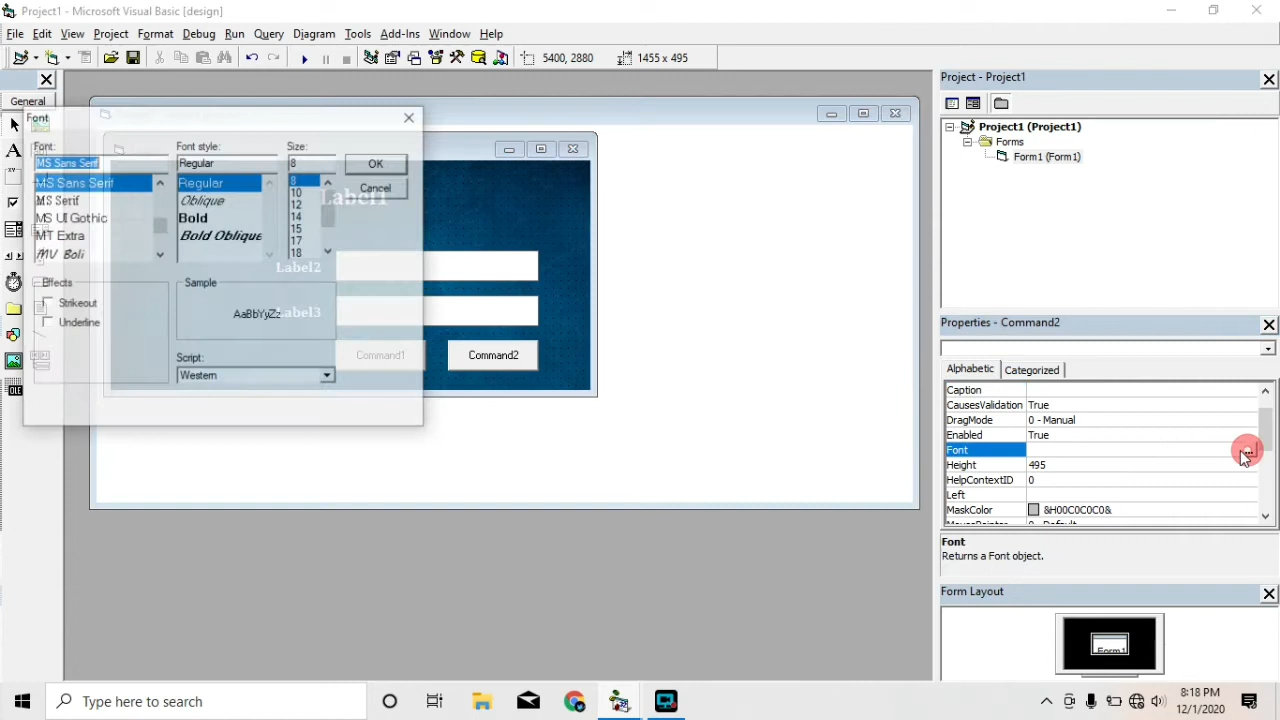 Project1 - Microsoft Visual Basic [design]
File Edit View Project Format Debug Run Query Diagram Tools Add-Ins Window Help
5400, 2880 1455 x 495
General
Font
Font: Font style: Size:
MS Sans Serif Regular 8 OK
MS Sans Serif Regular 8 Cancel
MS Serif Oblique 10
MS UI Gothic Bold 12
MT Extra Bold Oblique 14
MV Boli 15
17
18
Label1
Label2
Label3
Effects
Strikeout
Underline
Sample
AaBbYyZz
Script:
Western
Command1 Command2
OLE
Project - Project1
Project1 (Project1)
Forms
Form1 (Form1)
Properties - Command2
Alphabetic Categorized
Caption
CausesValidation True
DragMode 0 - Manual
Enabled True
Font ...
Height 495
HelpContextID 0
Left
MaskColor &H00C0C0C0&
MousePointer 0 - Default
Font
Returns a Font object.
Form Layout
Form1
Type here to search
8:18 PM
12/1/2020